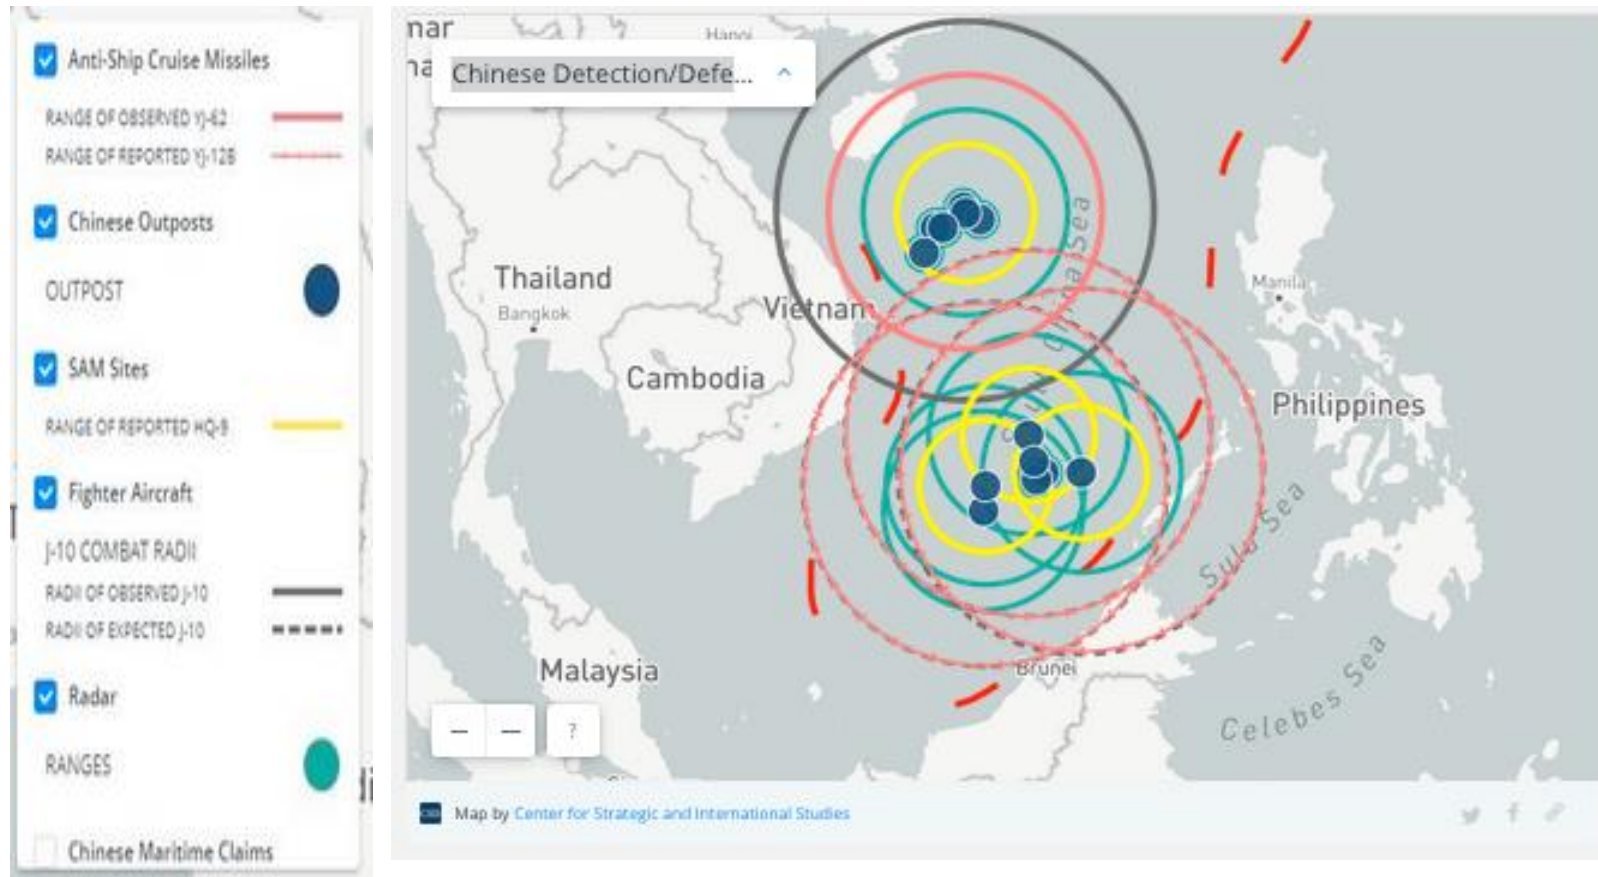 Anti-Ship Cruise Missiles
RANGE OF OBSERVED YJ-62
RANGE OF REPORTED YJ-12B
Chinese Outposts
OUTPOST
SAM Sites
RANGE OF REPORTED HQ-9
Fighter Aircraft
J-10 COMBAT RADII
RADII OF OBSERVED J-10
RADII OF EXPECTED J-10
Radar
RANGES
Chinese Maritime Claims
nar
Hanoi
Chinese Detection/Defe...
China Sea
Thailand
Bangkok
Vietnam
Manila
Cambodia
Philippines
Sulu Sea
Malaysia
Brunei
Celebes Sea
?
Map by Center for Strategic and International Studies